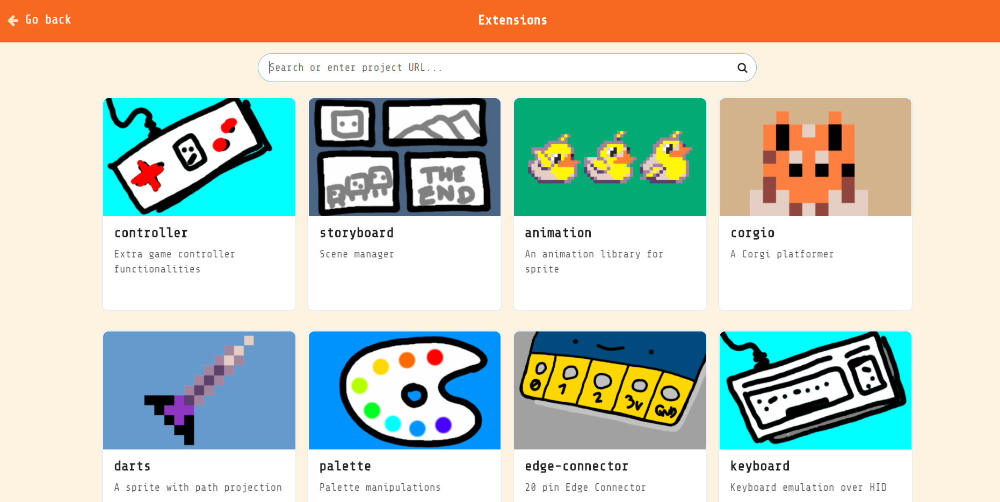 Go back
Extensions
Search or enter project URL...
THE
END
controller
Extra game controller
functionalities
storyboard
Scene manager
animation
An animation library for
sprite
corgio
A Corgi platformer
0 1 2 3V GND
darts
A sprite with path projection
palette
Palette manipulations
edge-connector
20 pin Edge Connector
keyboard
Keyboard emulation over HID